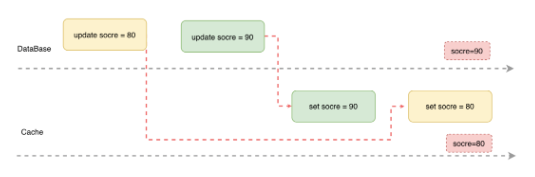 update socre = 80
update socre = 90
DataBase
socre=90
set socre = 90
set socre = 80
Cache
socre=80